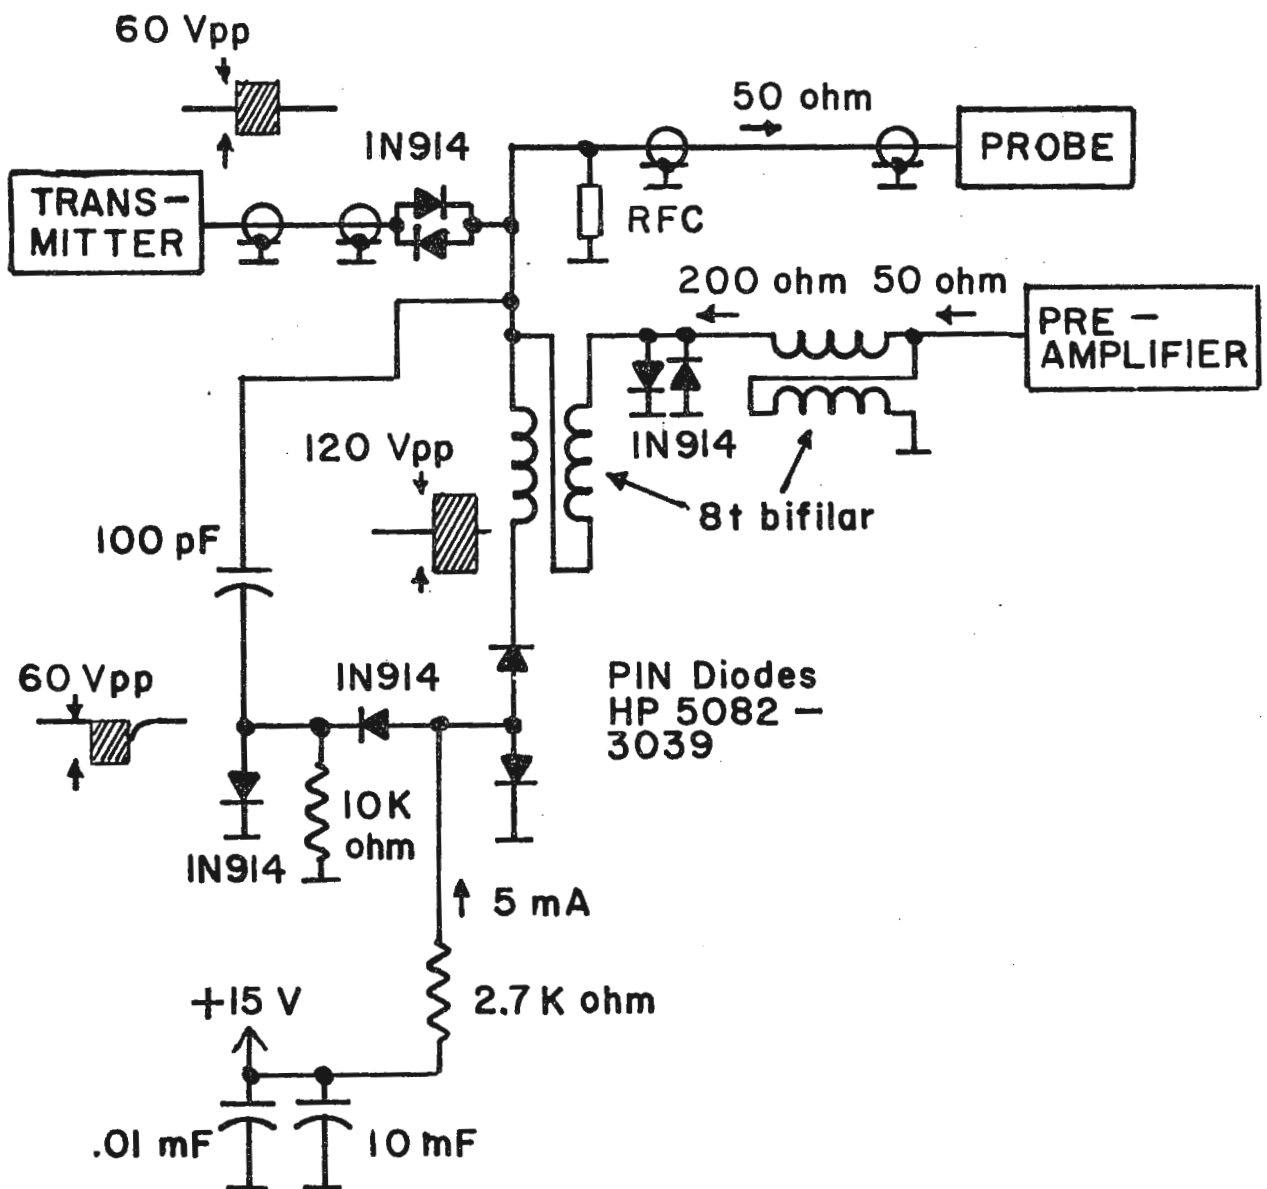 60 Vpp
50 ohm
IN914
PROBE
TRANS-
MITTER
RFC
200 ohm 50 ohm
PRE-
AMPLIFIER
120 Vpp
IN914
8t bifilar
100 pF
60 Vpp
IN914
PIN Diodes
HP 5082-
3039
10K
ohm
IN914
5 mA
+15 V
2.7 K ohm
.01 mF
10 mF